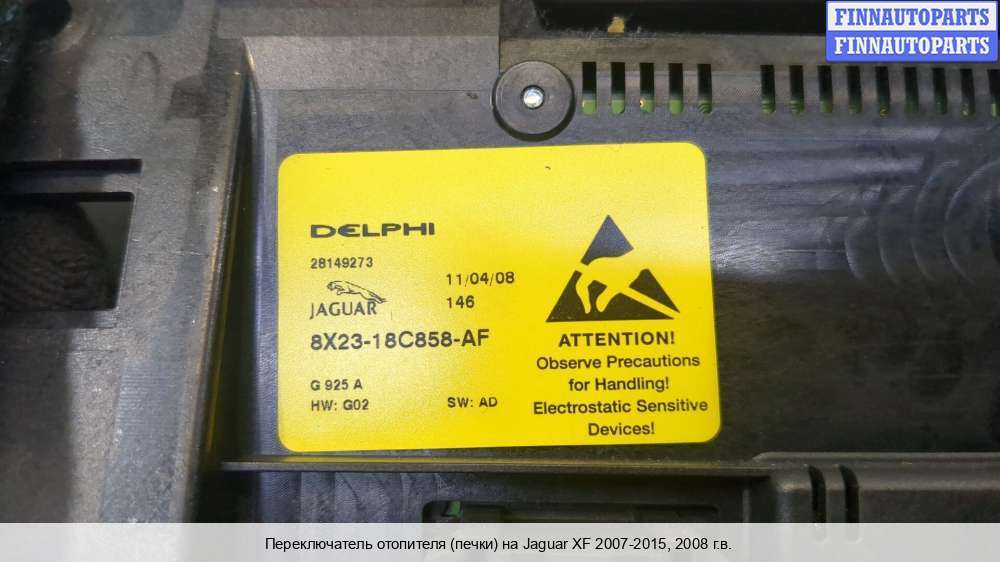 FINNAUTOPARTS
FINNAUTOPARTS
DELPHI
28149273
11/04/08
JAGUAR
146
8X23-18C858-AF
G 925 A
HW: G02
SW: AD
ATTENTION!
Observe Precautions
for Handling!
Electrostatic Sensitive
Devices!
Переключатель отопителя (печки) на Jaguar XF 2007-2015, 2008 г.в.